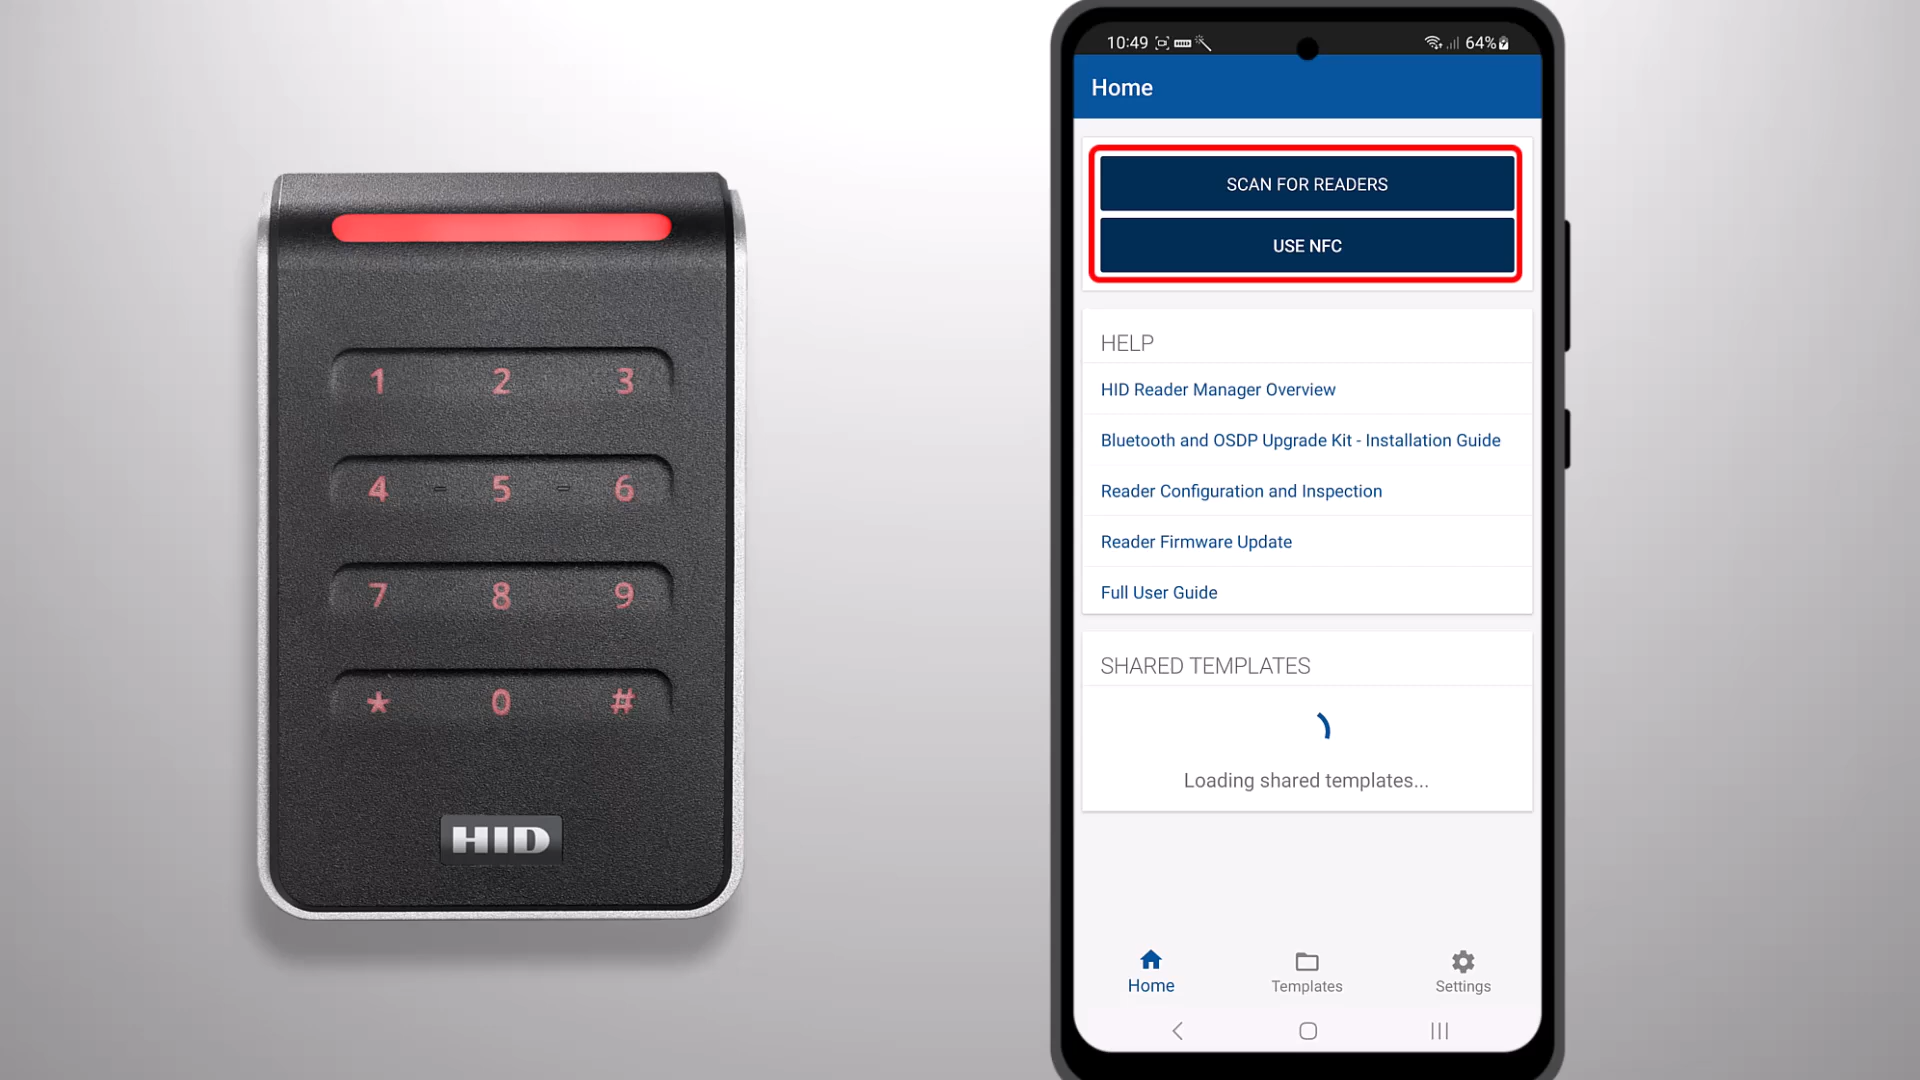 1 2 3
4 5 6
7 8 9
* 0 #
HID
10:49
64%
Home
SCAN FOR READERS
USE NFC
HELP
HID Reader Manager Overview
Bluetooth and OSDP Upgrade Kit - Installation Guide
Reader Configuration and Inspection
Reader Firmware Update
Full User Guide
SHARED TEMPLATES
Loading shared templates...
Home Templates Settings